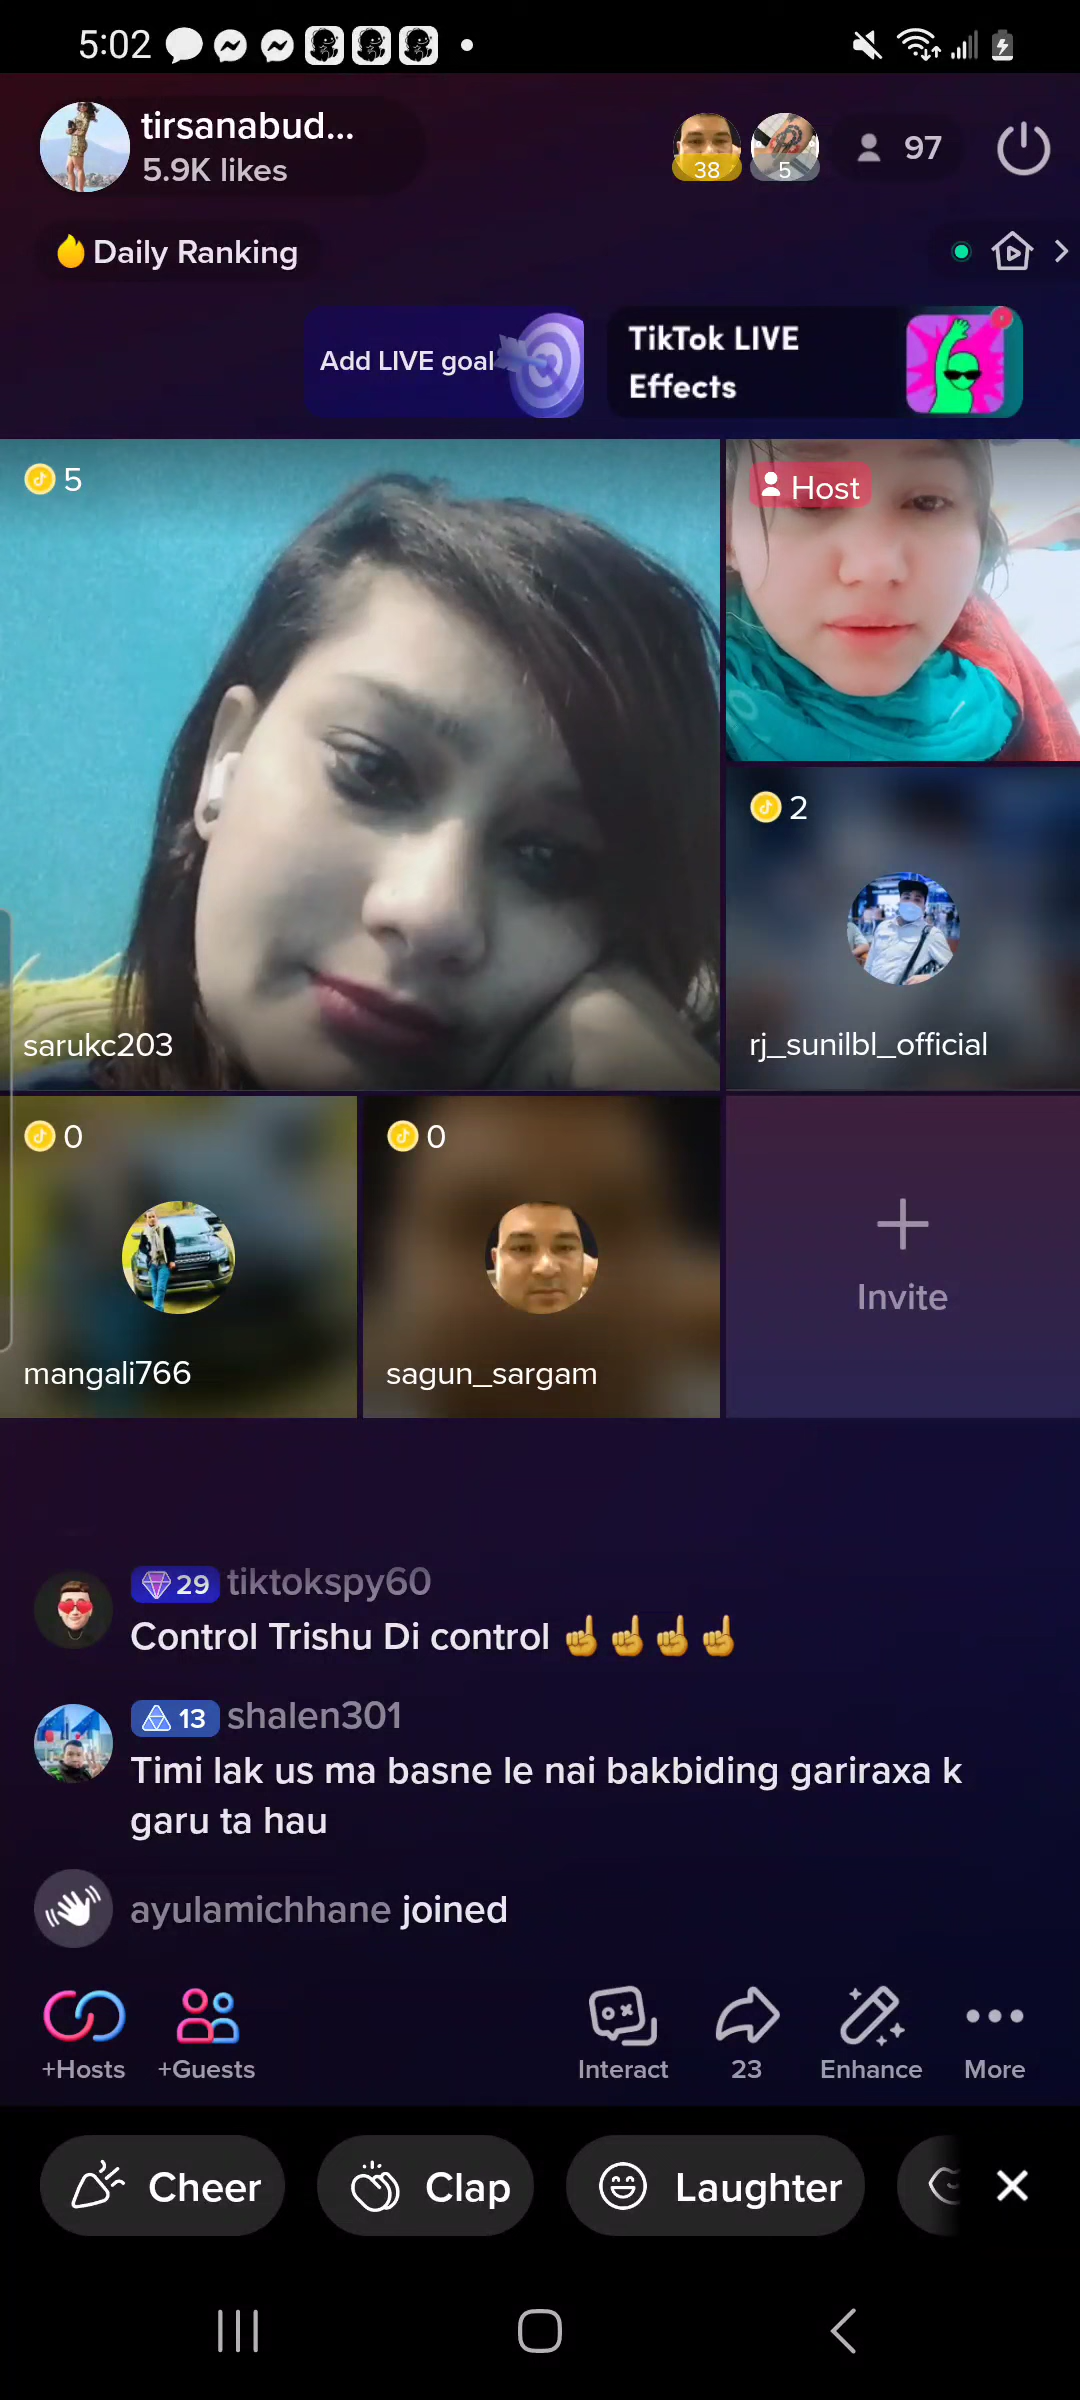 5:02
tirsanabud...
5.9K likes
38
5
97
Daily Ranking
Add LIVE goal
TikTok LIVE
Effects
5
Host
2
sarukc203
rj_sunilbl_official
0
0
Invite
mangali766
sagun_sargam
29 tiktokspy60
Control Trishu Di control ☝️☝️☝️☝️
13 shalen301
Timi lak us ma basne le nai bakbiding gariraxa k
garu ta hau
ayulamichhane joined
+Hosts
+Guests
Interact
23
Enhance
More
Cheer
Clap
Laughter